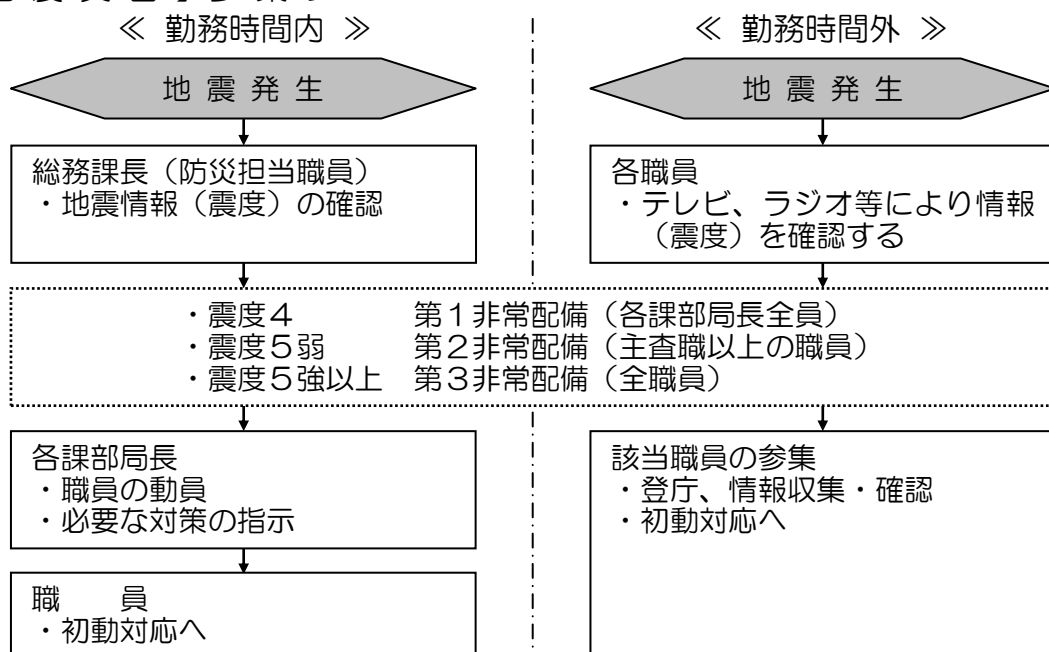 ≪ 勤務時間内 ≫
地 震 発 生
総務課長（防災担当職員）
・地震情報（震度）の確認
≪ 勤務時間外 ≫
地 震 発 生
各職員
・テレビ、ラジオ等により情報
（震度）を確認する
・震度４　　　　第１非常配備（各課部局長全員）
・震度５弱　　　第２非常配備（主査職以上の職員）
・震度５強以上　第３非常配備（全職員）
各課部局長
・職員の動員
・必要な対策の指示
職　　員
・初動対応へ
該当職員の参集
・登庁、情報収集・確認
・初動対応へ